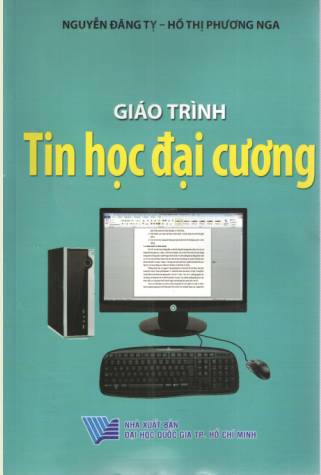 NGUYỄN ĐĂNG TỴ – HỒ THỊ PHƯƠNG NGA
GIÁO TRÌNH
Tin học đại cương
NHÀ XUẤT BẢN
ĐẠI HỌC QUỐC GIA TP. HỒ CHÍ MINH